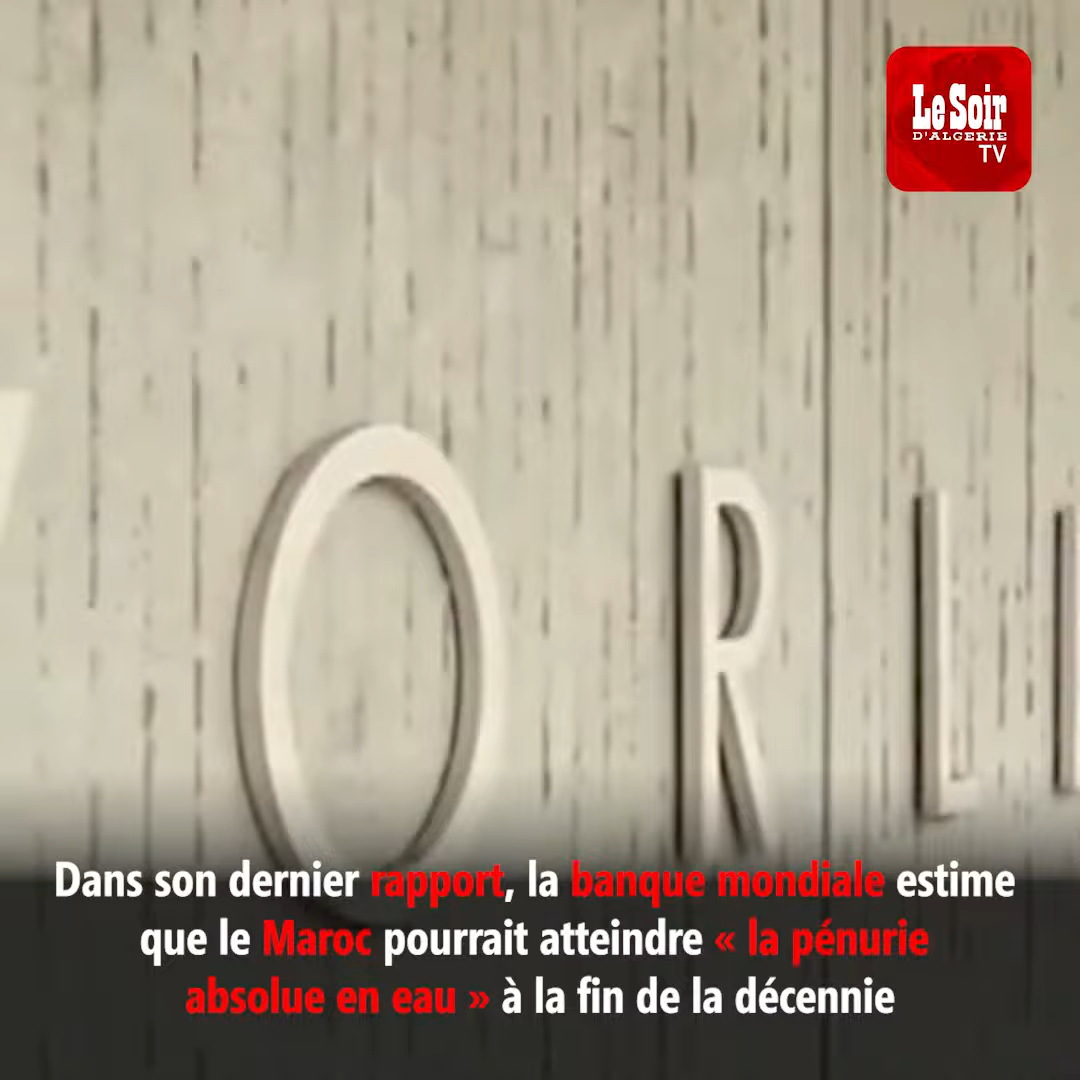 Le Soir
D'ALGERIE
TV
ORL
Dans son dernier rapport, la banque mondiale estime
que le Maroc pourrait atteindre « la pénurie
absolue en eau » à la fin de la décennie